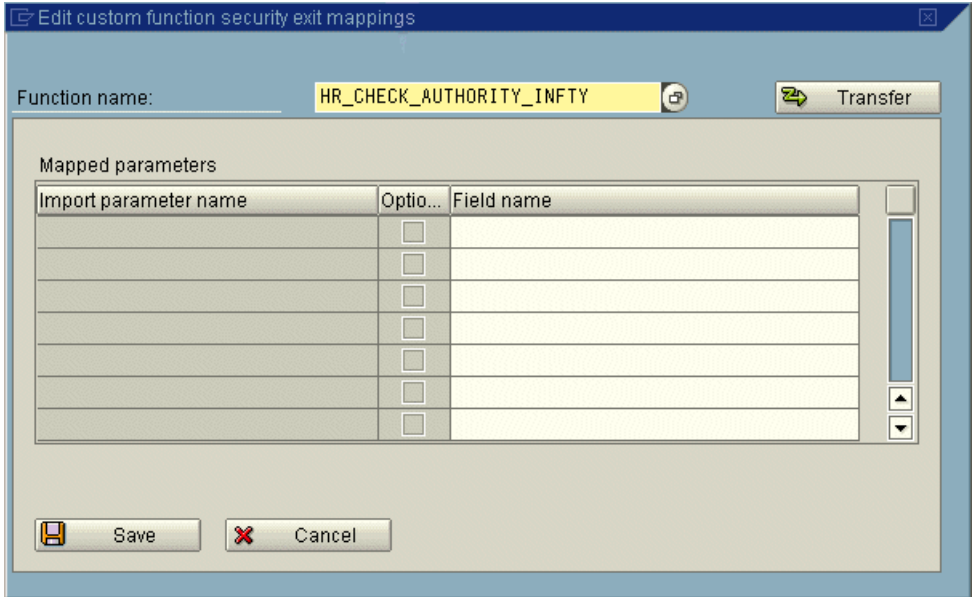 Edit custom function security exit mappings
Function name: HR_CHECK_AUTHORITY_INFTY Transfer
Mapped parameters
Import parameter name Optio... Field name
Save Cancel